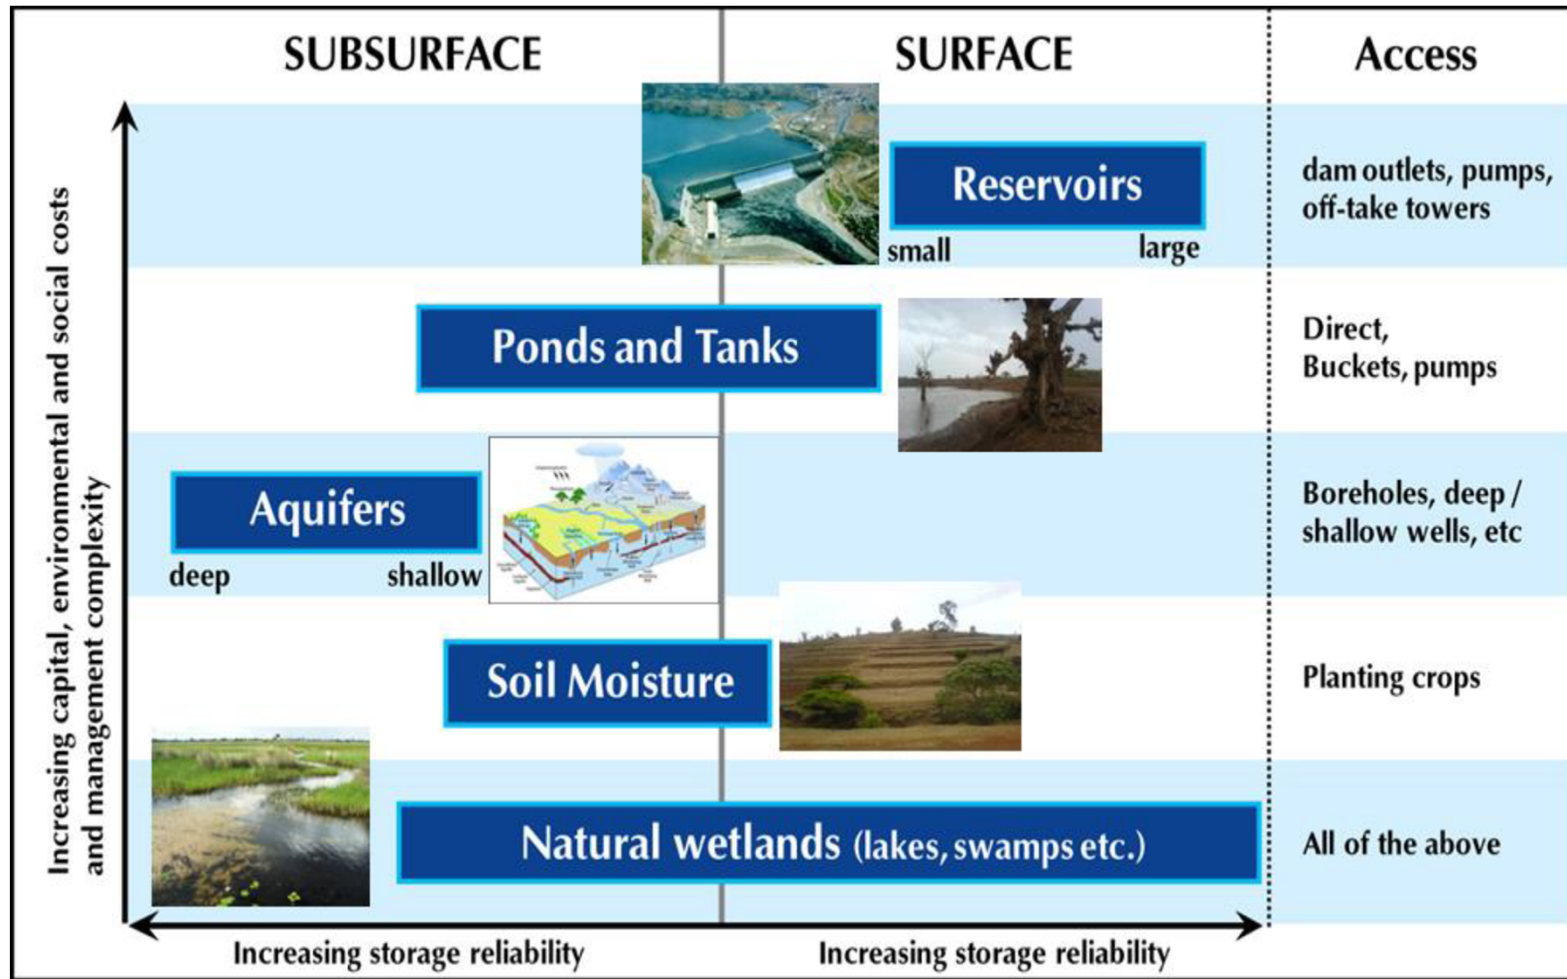 SUBSURFACE
SURFACE
Access
Reservoirs
small
large
dam outlets, pumps,
off-take towers
Ponds and Tanks
Direct,
Buckets, pumps
Aquifers
deep
shallow
Boreholes, deep /
shallow wells, etc
Soil Moisture
Planting crops
Natural wetlands (lakes, swamps etc.)
All of the above
Increasing capital, environmental and social costs
and management complexity
Increasing storage reliability
Increasing storage reliability